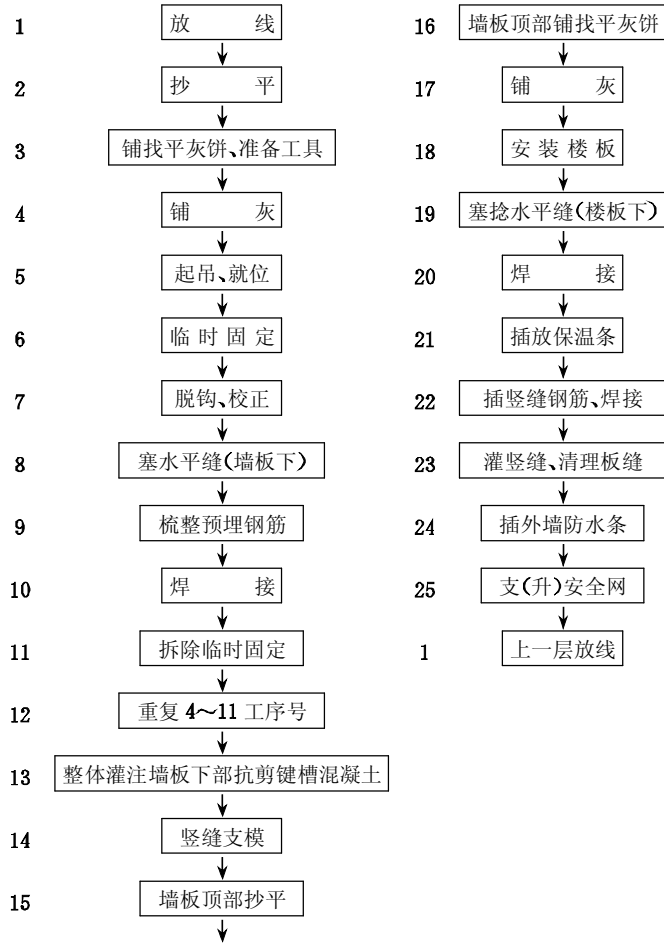 1 放 线
2 抄 平
3 铺找平灰饼、准备工具
4 铺 灰
5 起吊、就位
6 临时固定
7 脱钩、校正
8 塞水平缝(墙板下)
9 梳整预埋钢筋
10 焊 接
11 拆除临时固定
12 重复4～11工序号
13 整体灌注墙板下部抗剪键槽混凝土
14 竖缝支模
15 墙板顶部抄平
16 墙板顶部铺找平灰饼
17 铺 灰
18 安装楼板
19 塞捻水平缝(楼板下)
20 焊 接
21 插放保温条
22 插竖缝钢筋、焊接
23 灌竖缝、清理板缝
24 插外墙防水条
25 支(升)安全网
1 上一层放线